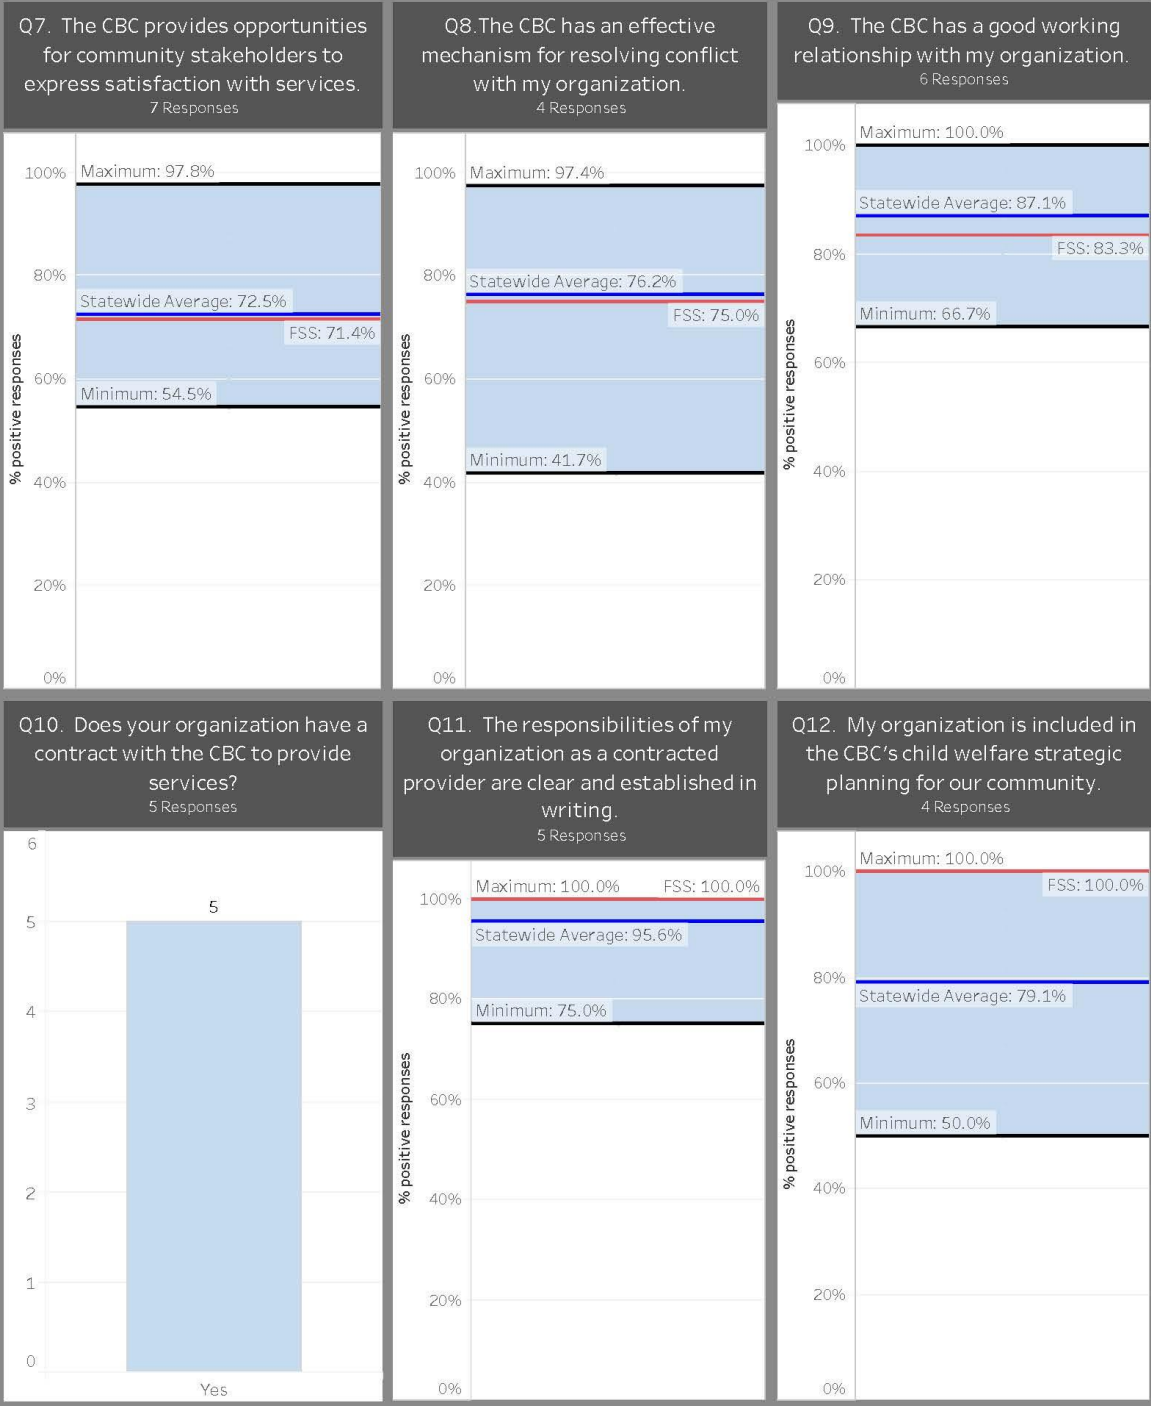 Q7.  The CBC provides opportunities
for community stakeholders to
express satisfaction with services.
7 Responses
100%
80%
60%
40%
20%
0%
% positive responses
Maximum: 97.8%
Statewide Average: 72.5%
FSS: 71.4%
Minimum: 54.5%
Q8.The CBC has an effective
mechanism for resolving conflict
with my organization.
4 Responses
100%
80%
60%
40%
20%
0%
% positive responses
Maximum: 97.4%
Statewide Average: 76.2%
FSS: 75.0%
Minimum: 41.7%
Q9.  The CBC has a good working
relationship with my organization.
6 Responses
100%
80%
60%
40%
20%
0%
% positive responses
Maximum: 100.0%
Statewide Average: 87.1%
FSS: 83.3%
Minimum: 66.7%
Q10.  Does your organization have a
contract with the CBC to provide
services?
5 Responses
6
5
4
3
2
1
0
5
Yes
Q11.  The responsibilities of my
organization as a contracted
provider are clear and established in
writing.
5 Responses
100%
80%
60%
40%
20%
0%
% positive responses
Maximum: 100.0%
FSS: 100.0%
Statewide Average: 95.6%
Minimum: 75.0%
Q12.  My organization is included in
the CBC's child welfare strategic
planning for our community.
4 Responses
100%
80%
60%
40%
20%
0%
% positive responses
Maximum: 100.0%
FSS: 100.0%
Statewide Average: 79.1%
Minimum: 50.0%